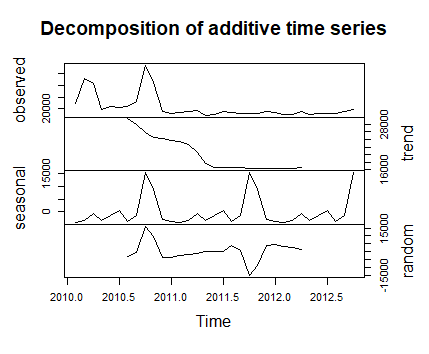 Decomposition of additive time series
observed
20000
28000
trend
16000
15000
seasonal
0
15000
random
-15000
2010.0 2010.5 2011.0 2011.5 2012.0 2012.5
Time